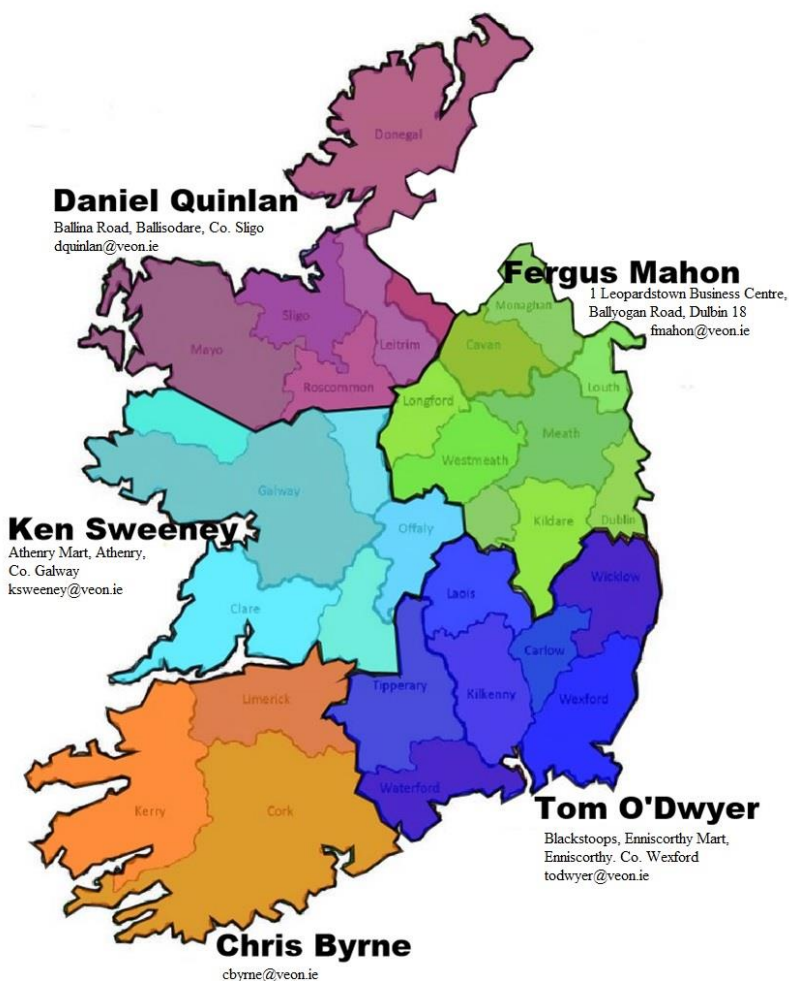 Donegal
Daniel Quinlan
Ballina Road, Ballisodare, Co. Sligo
dquinlan@veon.ie
Fergus Mahon
1 Leopardstown Business Centre,
Ballyogan Road, Dulbin 18
fmahon@veon.ie
Monaghan
Sligo
Leitrim
Cavan
Mayo
Roscommon
Louth
Longford
Meath
Westmeath
Galway
Offaly
Kildare
Dublin
Ken Sweeney
Athenry Mart, Athenry,
Co. Galway
ksweeney@veon.ie
Clare
Laois
Wicklow
Carlow
Tipperary
Kilkenny
Wexford
Limerick
Waterford
Kerry
Cork
Tom O'Dwyer
Blackstoops, Enniscorthy Mart,
Enniscorthy. Co. Wexford
todwyer@veon.ie
Chris Byrne
cbyrne@veon.ie